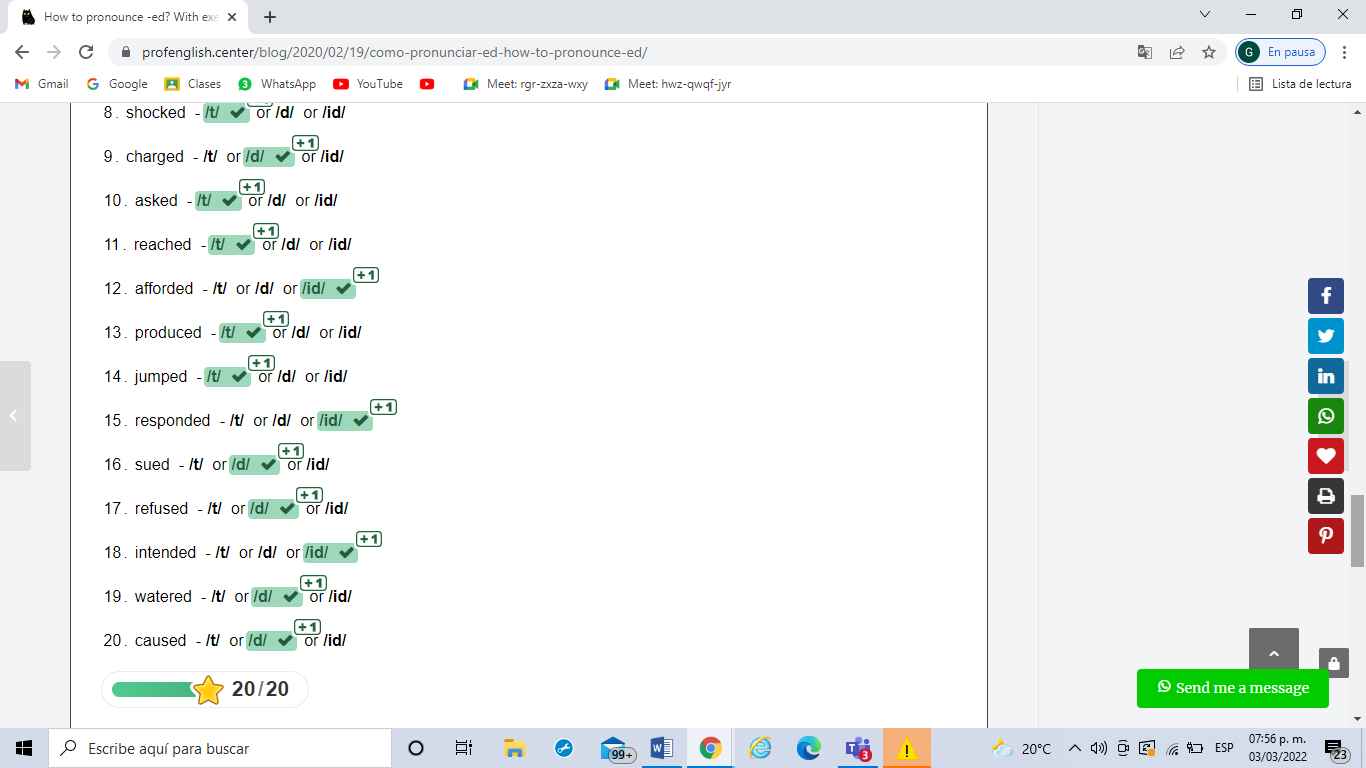 How to pronounce -ed? With exe
profenglish.center/blog/2020/02/19/como-pronunciar-ed-how-to-pronounce-ed/
G En pausa
Gmail Google Clases 3 WhatsApp YouTube Meet: rgr-zxza-wxy Meet: hwz-qwqf-jyr Lista de lectura
8. shocked - /t/ or /d/ or /id/
9. charged - /t/ or /d/ +1 or /id/
10. asked - /t/ +1 or /d/ or /id/
11. reached - /t/ +1 or /d/ or /id/
12. afforded - /t/ or /d/ or /id/ +1
13. produced - /t/ +1 or /d/ or /id/
14. jumped - /t/ +1 or /d/ or /id/
15. responded - /t/ or /d/ or /id/ +1
16. sued - /t/ or /d/ +1 or /id/
17. refused - /t/ or /d/ +1 or /id/
18. intended - /t/ or /d/ or /id/ +1
19. watered - /t/ or /d/ +1 or /id/
20. caused - /t/ or /d/ +1 or /id/
20/20
Send me a message
Escribe aquí para buscar
99+
3
20°C
ESP
07:56 p. m.
03/03/2022
23